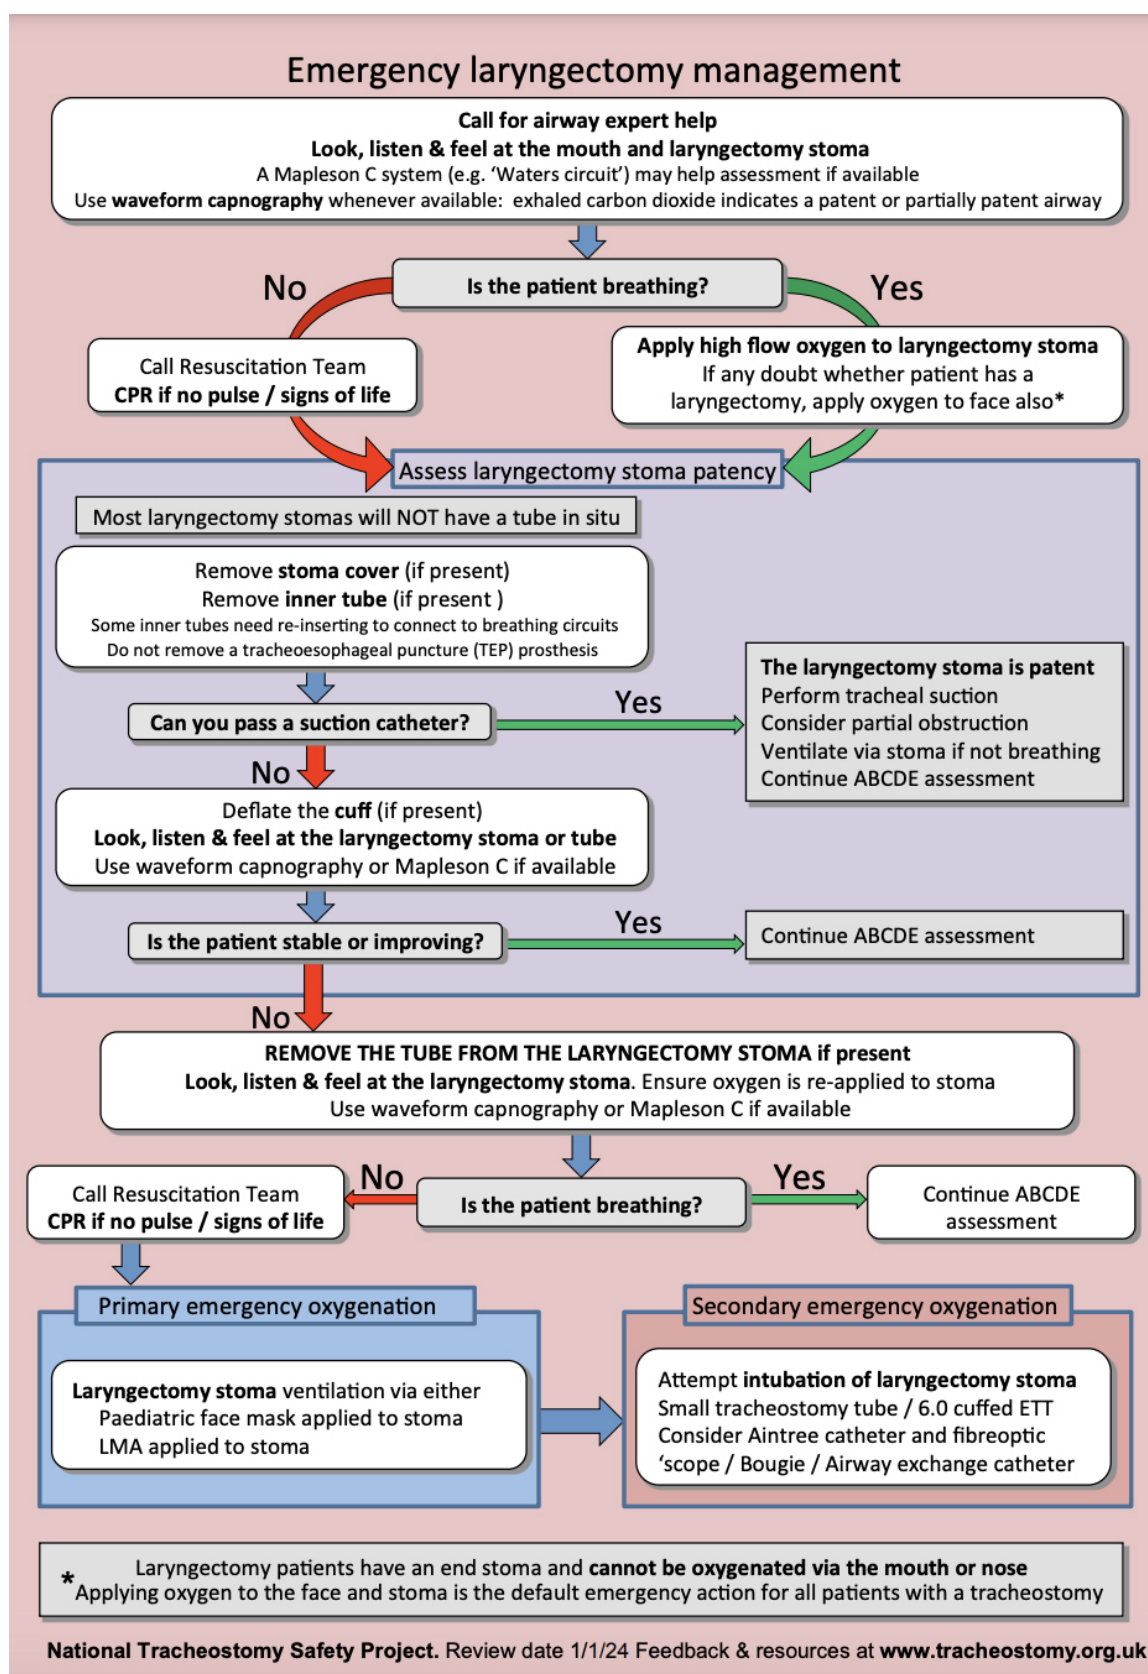 Emergency laryngectomy management
Call for airway expert help
Look, listen & feel at the mouth and laryngectomy stoma
A Mapleson C system (e.g. ‘Waters circuit’) may help assessment if available
Use waveform capnography whenever available: exhaled carbon dioxide indicates a patent or partially patent airway
Is the patient breathing?
No
Yes
Call Resuscitation Team
CPR if no pulse / signs of life
Apply high flow oxygen to laryngectomy stoma
If any doubt whether patient has a
laryngectomy, apply oxygen to face also*
Assess laryngectomy stoma patency
Most laryngectomy stomas will NOT have a tube in situ
Remove stoma cover (if present)
Remove inner tube (if present )
Some inner tubes need re-inserting to connect to breathing circuits
Do not remove a tracheoesophageal puncture (TEP) prosthesis
Can you pass a suction catheter?
Yes
The laryngectomy stoma is patent
Perform tracheal suction
Consider partial obstruction
Ventilate via stoma if not breathing
Continue ABCDE assessment
No
Deflate the cuff (if present)
Look, listen & feel at the laryngectomy stoma or tube
Use waveform capnography or Mapleson C if available
Is the patient stable or improving?
Yes
Continue ABCDE assessment
No
REMOVE THE TUBE FROM THE LARYNGECTOMY STOMA if present
Look, listen & feel at the laryngectomy stoma. Ensure oxygen is re-applied to stoma
Use waveform capnography or Mapleson C if available
Is the patient breathing?
No
Yes
Call Resuscitation Team
CPR if no pulse / signs of life
Continue ABCDE
assessment
Primary emergency oxygenation
Laryngectomy stoma ventilation via either
Paediatric face mask applied to stoma
LMA applied to stoma
Secondary emergency oxygenation
Attempt intubation of laryngectomy stoma
Small tracheostomy tube / 6.0 cuffed ETT
Consider Aintree catheter and fibreoptic
‘scope / Bougie / Airway exchange catheter
Laryngectomy patients have an end stoma and cannot be oxygenated via the mouth or nose
*Applying oxygen to the face and stoma is the default emergency action for all patients with a tracheostomy
National Tracheostomy Safety Project. Review date 1/1/24 Feedback & resources at www.tracheostomy.org.uk